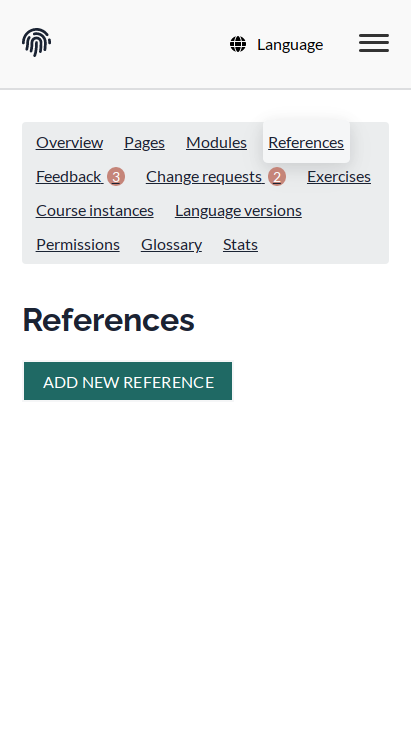 Language
Overview Pages Modules References
Feedback 3 Change requests 2 Exercises
Course instances Language versions
Permissions Glossary Stats
References
ADD NEW REFERENCE